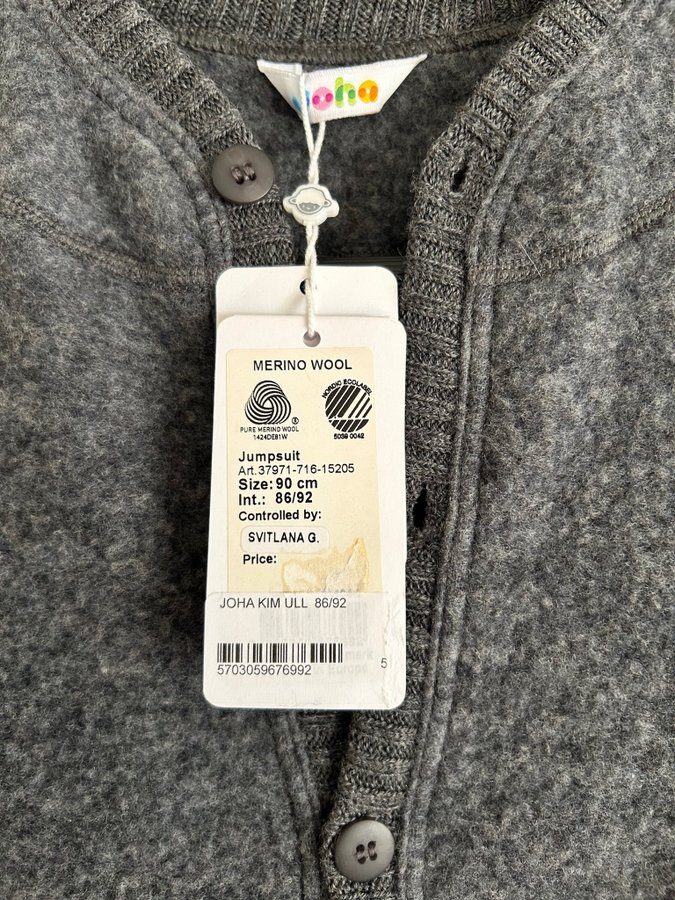 joha
MERINO WOOL
PURE MERINO WOOL ®
1424DE81W
NORDIC ECOLABEL
5039 0042
Jumpsuit
Art.37971-716-15205
Size: 90 cm
Int.: 86/92
Controlled by:
SVITLANA G.
Price:
JOHA KIM ULL 86/92
5703059676992
5